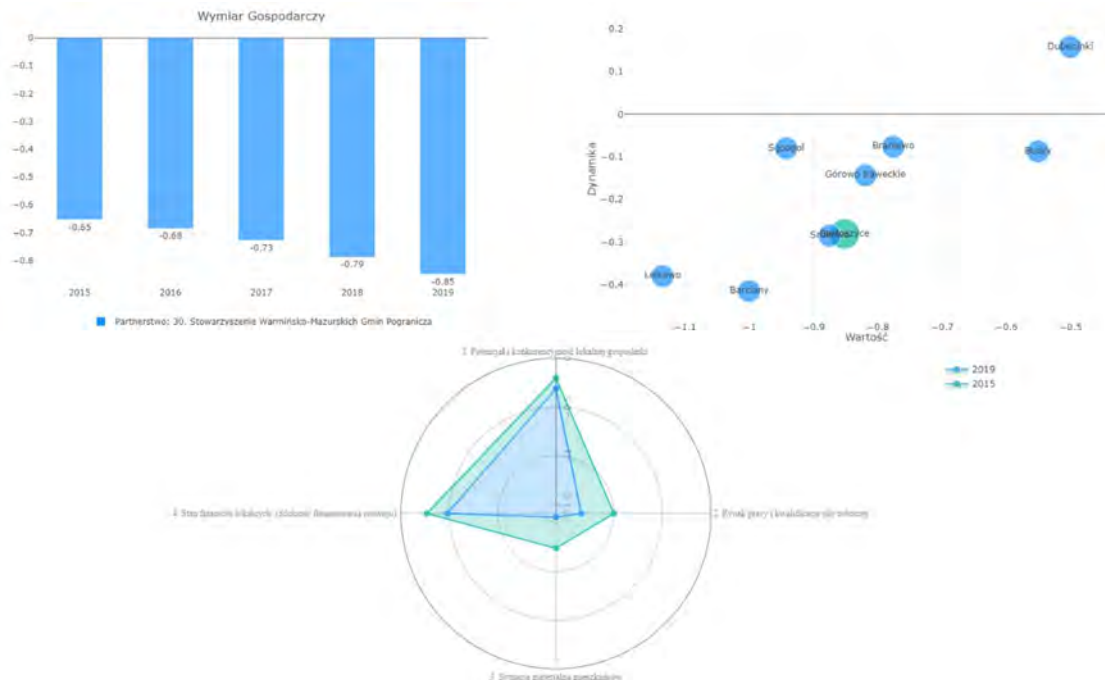 Wymiar Gospodarczy
0
−0.1
−0.2
−0.3
−0.4
−0.5
−0.6
−0.7
−0.8
-0.65
-0.68
-0.73
-0.79
-0.85
2015
2016
2017
2018
2019
Partnerstwo: 30. Stowarzyszenie Warmińsko-Mazurskich Gmin Pogranicza
Dynamika
0.2
0.1
0
−0.1
−0.2
−0.3
−0.4
Dubeninki
Sępopol
Braniewo
Budry
Górowo Iławeckie
Lelkowo
Barciany
−1.1
−1
−0.9
−0.8
−0.7
−0.6
−0.5
Wartość
2019
2015
1. Potencjał i konkurencyjność lokalnej gospodarki
4. Stan finansów lokalnych (zdolność finansowania rozwoju)
2. Rynek pracy i kwalifikacje siły roboczej
3. Sytuacja materialna mieszkańców